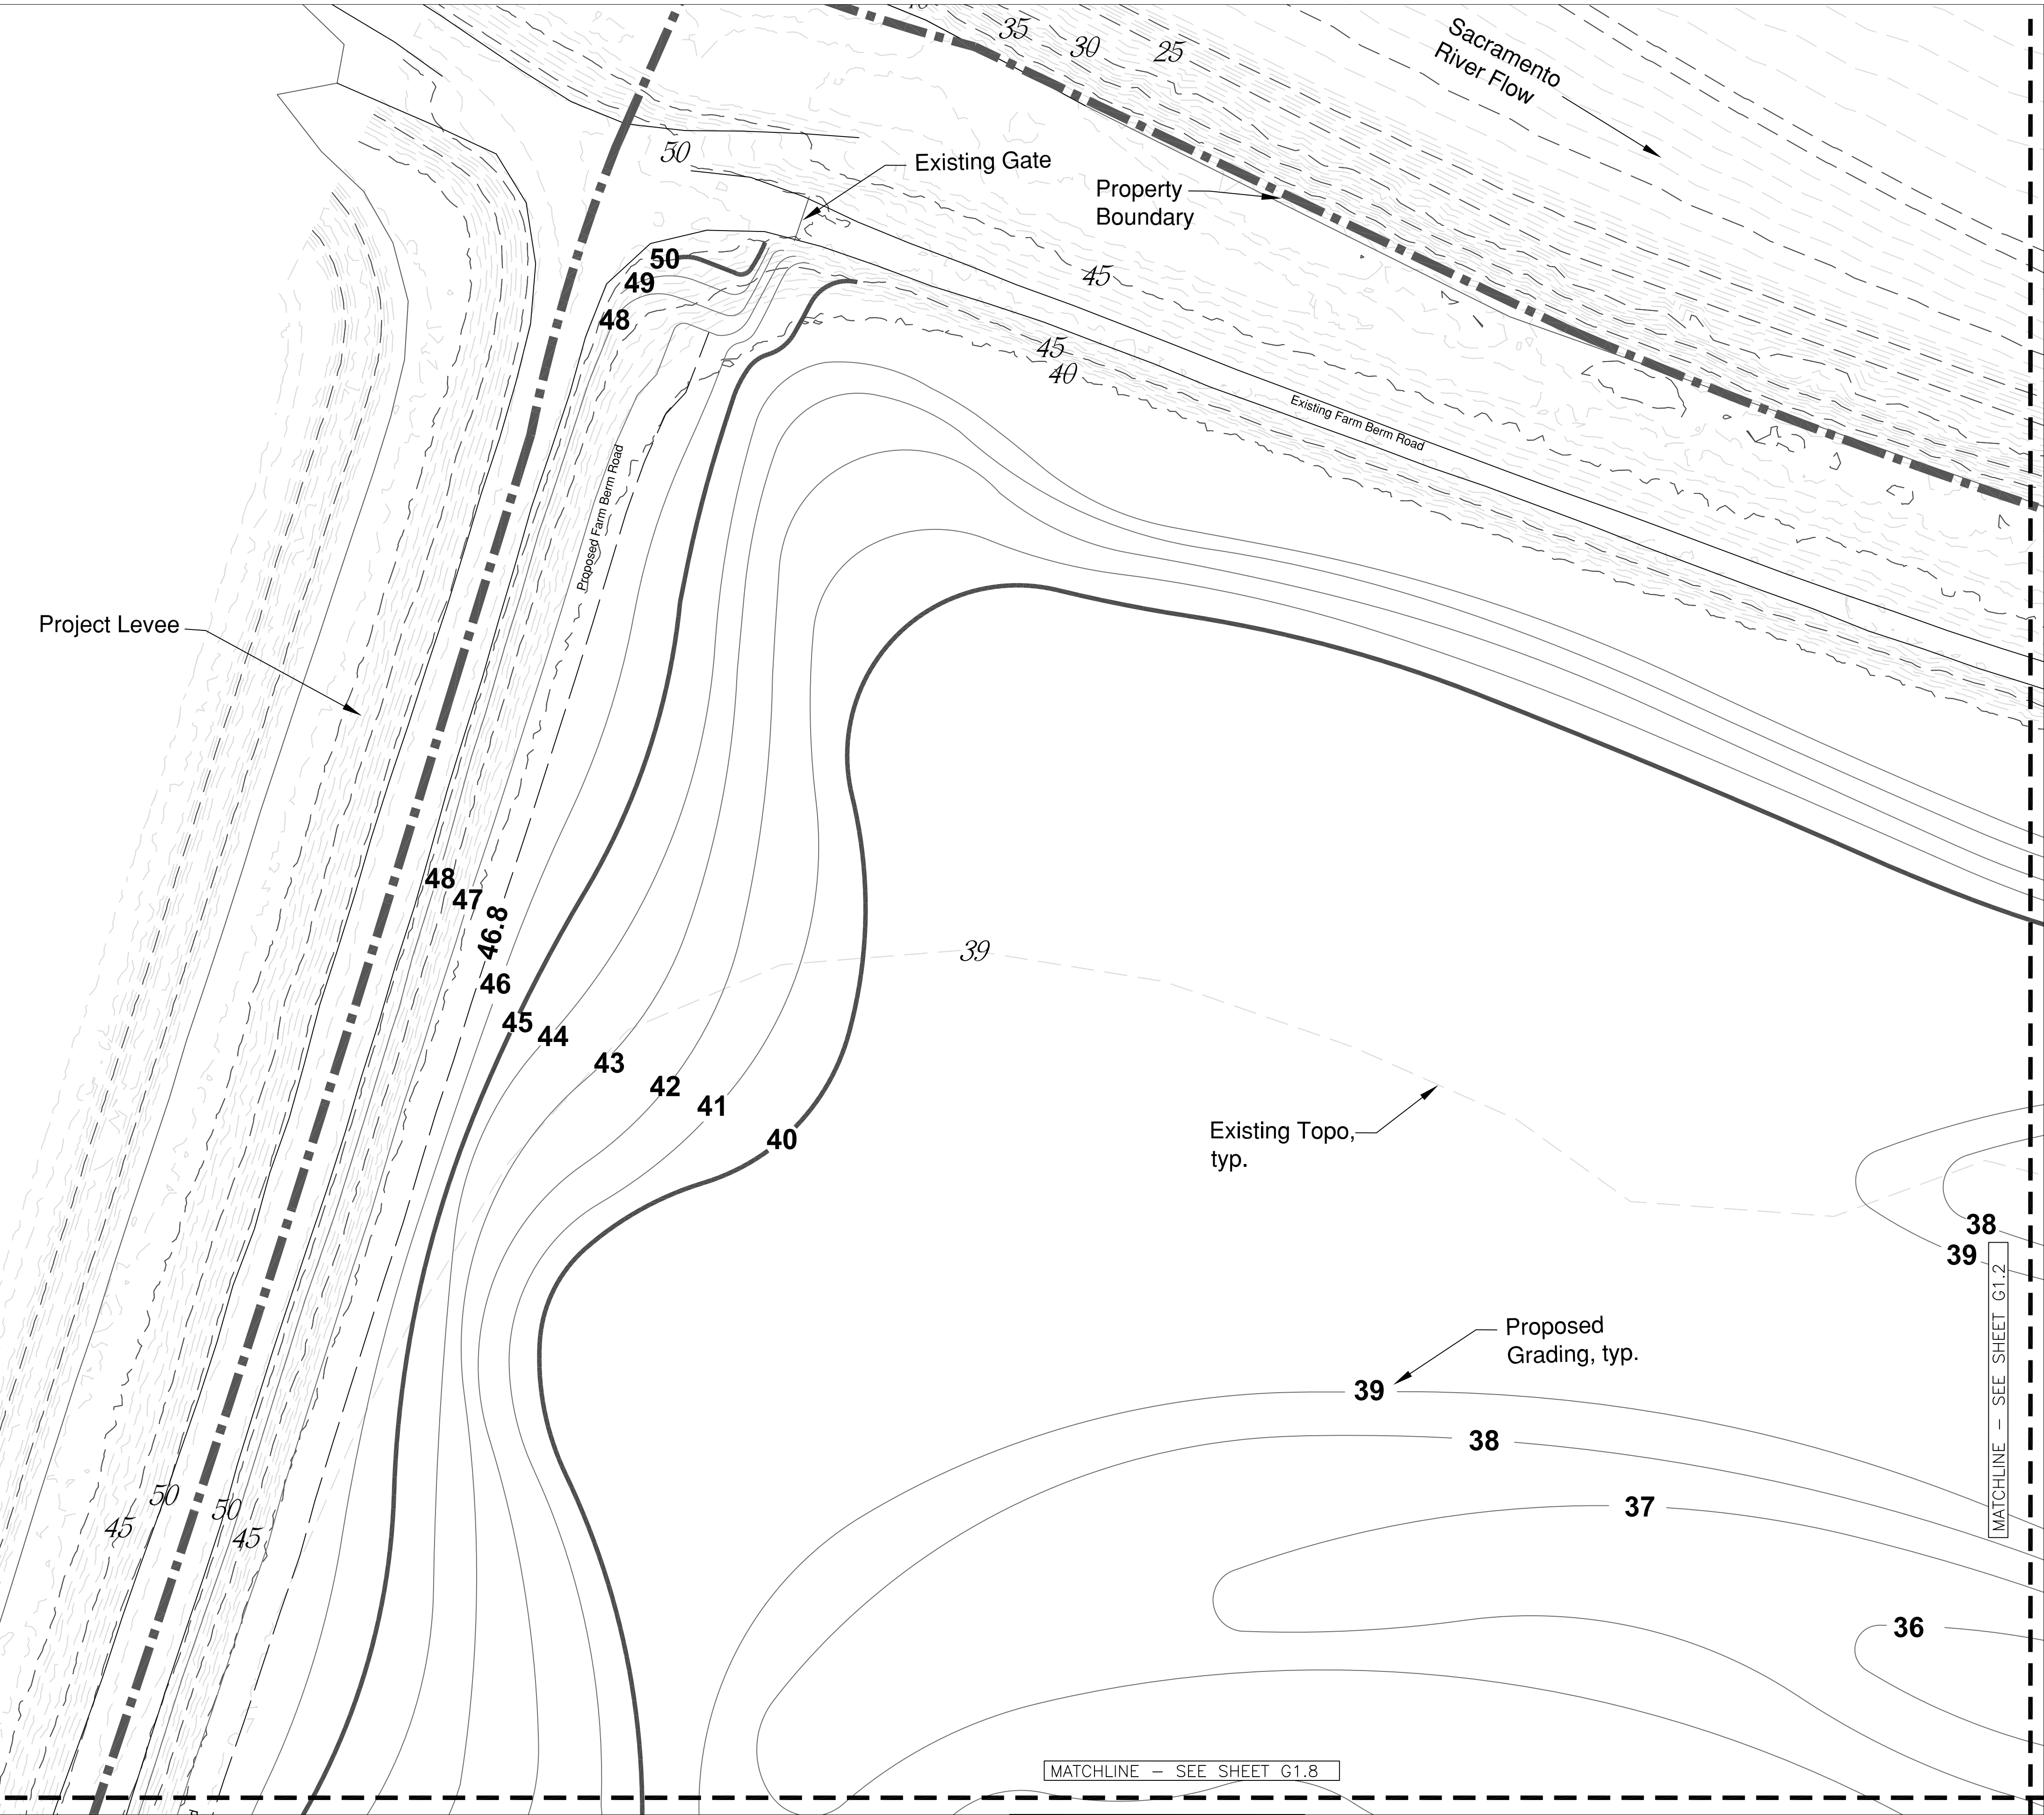 35
30
25
Sacramento
River Flow
50
Existing Gate
Property
Boundary
50
49
48
45
45
40
Existing Farm Berm Road
Proposed Farm Berm Road
Project Levee
48
47
46.8
46
45
44
43
42
41
40
39
Existing Topo,
typ.
38
39
MATCHLINE - SEE SHEET G1.2
Proposed
Grading, typ.
39
38
37
36
50
50
45
45
MATCHLINE - SEE SHEET G1.8